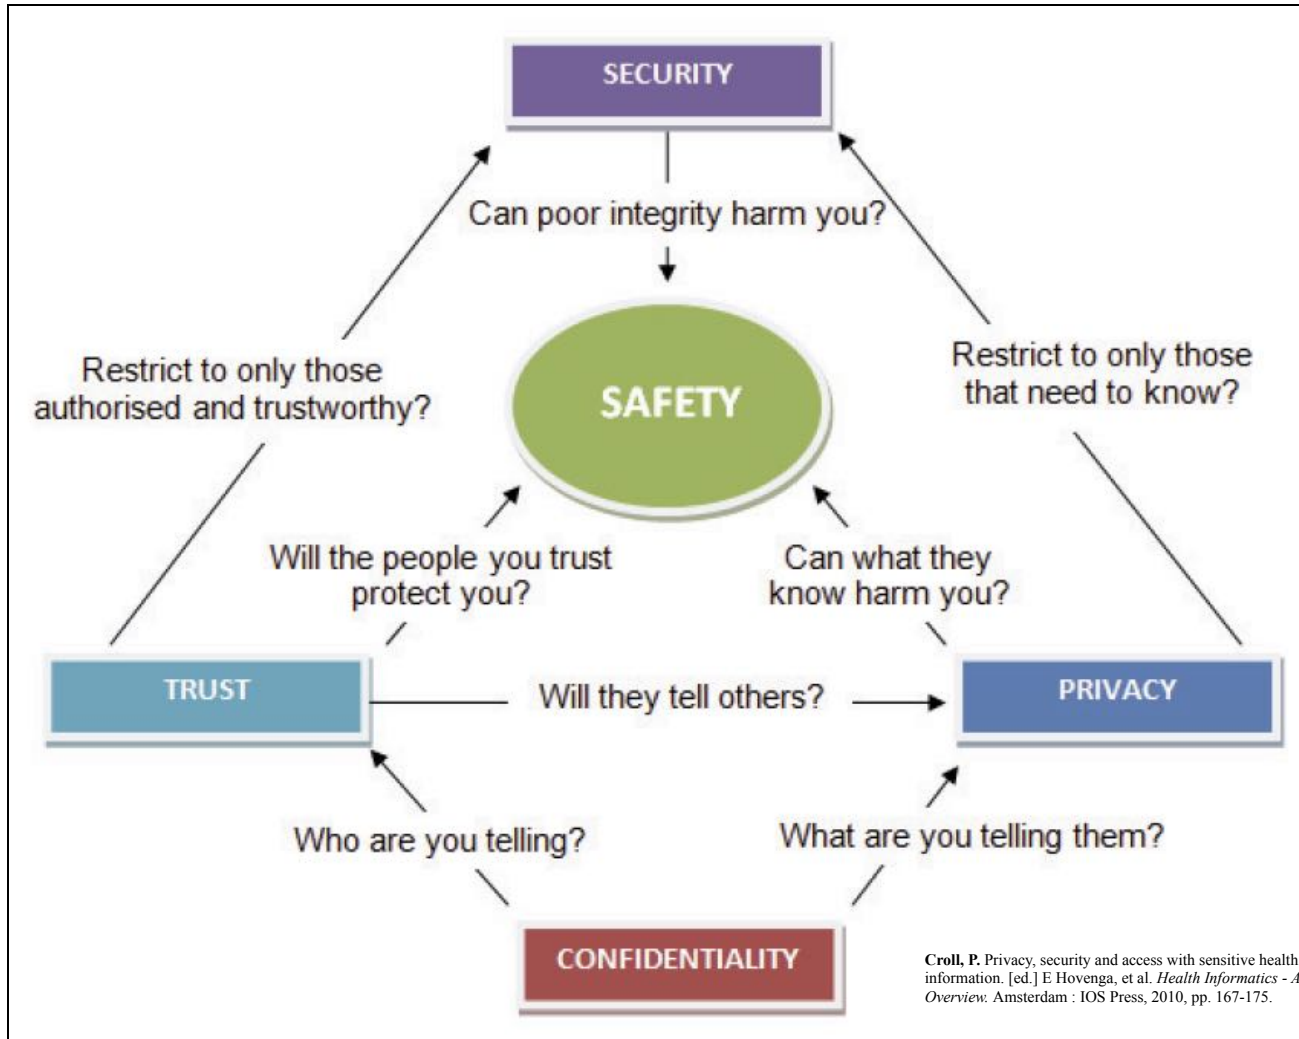 SECURITY
Can poor integrity harm you?
Restrict to only those
authorised and trustworthy?
Restrict to only those
that need to know?
SAFETY
Will the people you trust
protect you?
Can what they
know harm you?
TRUST
Will they tell others?
PRIVACY
Who are you telling?
What are you telling them?
CONFIDENTIALITY
Croll, P. Privacy, security and access with sensitive health
information. [ed.] E Hovenga, et al. Health Informatics - A
Overview. Amsterdam : IOS Press, 2010, pp. 167-175.